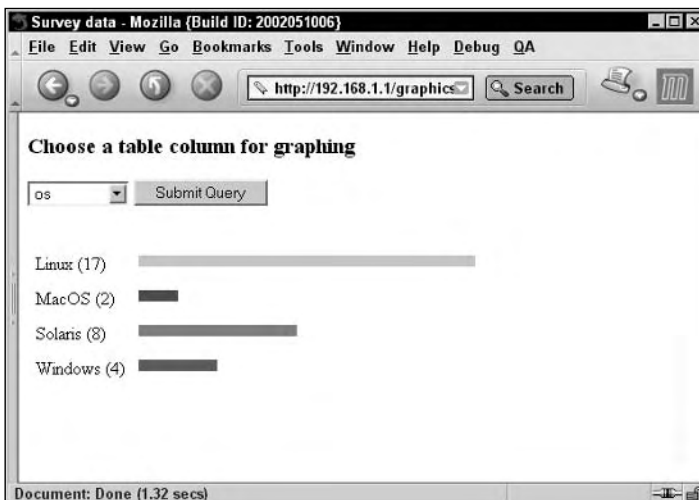 Survey data - Mozilla {Build ID: 2002051006}
File Edit View Go Bookmarks Tools Window Help Debug QA
http://192.168.1.1/graphics Search m
Choose a table column for graphing
os Submit Query
Linux (17)
MacOS (2)
Solaris (8)
Windows (4)
Document: Done (1.32 secs)